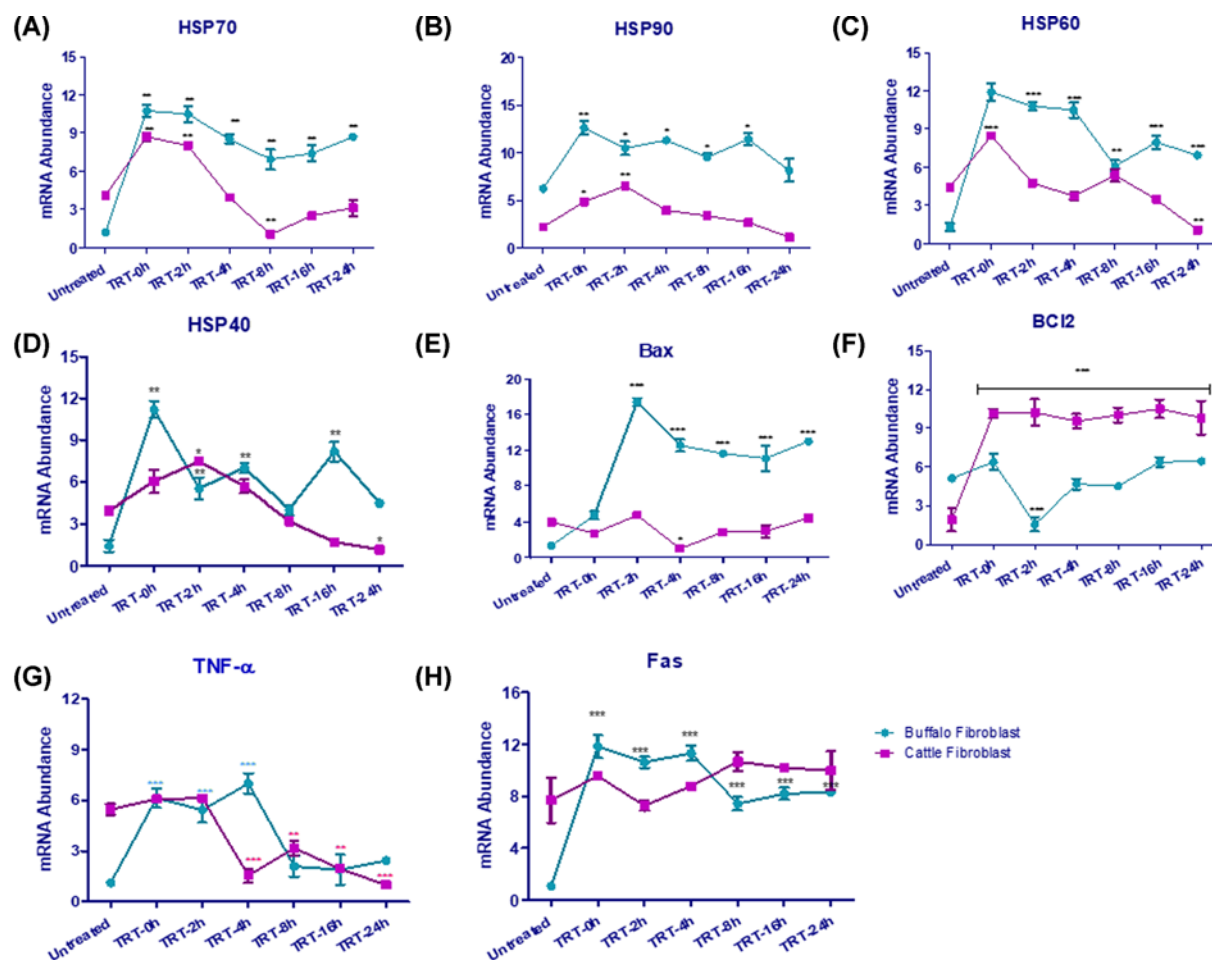 (A)
HSP70
mRNA Abundance
15
12
9
6
3
0
Untreated
TRT-0h
TRT-2h
TRT-4h
TRT-8h
TRT-16h
TRT-24h
** ** ** ** ** **
** ** **
(B)
HSP90
mRNA Abundance
20
15
10
5
0
Untreated
TRT-0h
TRT-2h
TRT-4h
TRT-8h
TRT-16h
TRT-24h
** * * * *
* **
(C)
HSP60
mRNA Abundance
15
12
9
6
3
0
Untreated
TRT-0h
TRT-2h
TRT-4h
TRT-8h
TRT-16h
TRT-24h
*** *** *** ** *** ***
**
(D)
HSP40
mRNA Abundance
15
12
9
6
3
0
Untreated
TRT-0h
TRT-2h
TRT-4h
TRT-8h
TRT-16h
TRT-24h
** * ** ** ** *
(E)
Bax
mRNA Abundance
20
16
12
8
4
0
Untreated
TRT-0h
TRT-2h
TRT-4h
TRT-8h
TRT-16h
TRT-24h
*** *** *** *** ***
*
(F)
BCl2
mRNA Abundance
15
12
9
6
3
0
Untreated
TRT-0h
TRT-2h
TRT-4h
TRT-8h
TRT-16h
TRT-24h
***
***
(G)
TNF-α
mRNA Abundance
12
9
6
3
0
Untreated
TRT-0h
TRT-2h
TRT-4h
TRT-8h
TRT-16h
TRT-24h
*** *** ***
*** ** ** ***
(H)
Fas
mRNA Abundance
16
12
8
4
0
Untreated
TRT-0h
TRT-2h
TRT-4h
TRT-8h
TRT-16h
TRT-24h
*** *** *** *** *** ***
Buffalo Fibroblast
Cattle Fibroblast